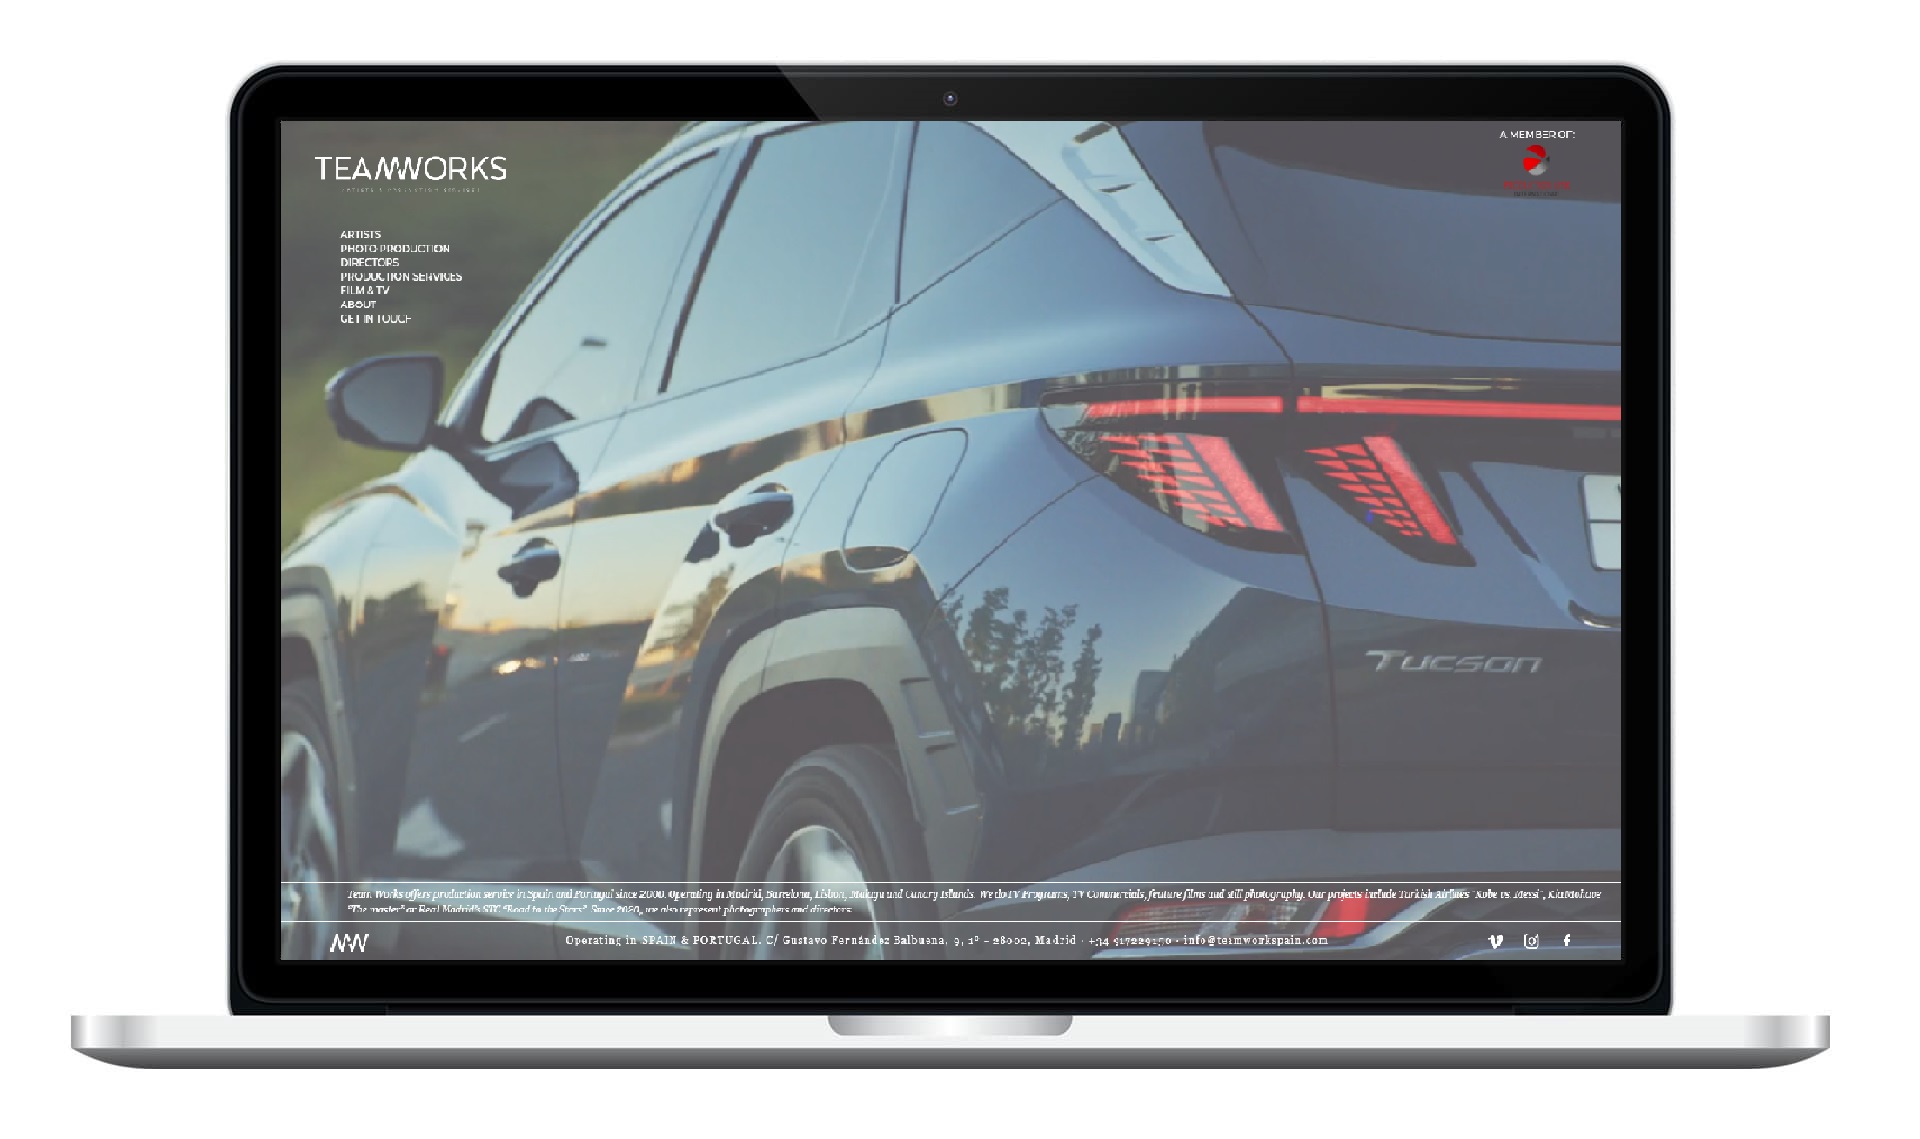 TEAMWORKS
A MEMBER OF:
ARTISTS
PHOTO PRODUCTION
DIRECTORS
PRODUCTION SERVICES
FILM & TV
ABOUT
GET IN TOUCH
Tucson
Team Works offers production service in Spain and Portugal since 2000. Operating in Madrid, Barcelona, Lisbon, Malaga and Canary Islands. We do TV Programs, TV Commercials, feature films and still photography. Our projects include Turkish Airlines "Kobe vs. Messi", Kia Mohave
"The master" or Real Madrid's STC "Road to the Stars". Since 2020, we also represent photographers and directors.
Operating in SPAIN & PORTUGAL. C/ Gustavo Fernández Balbuena, 9, 1º – 28002, Madrid · +34 917229150 · info@teamworkspain.com